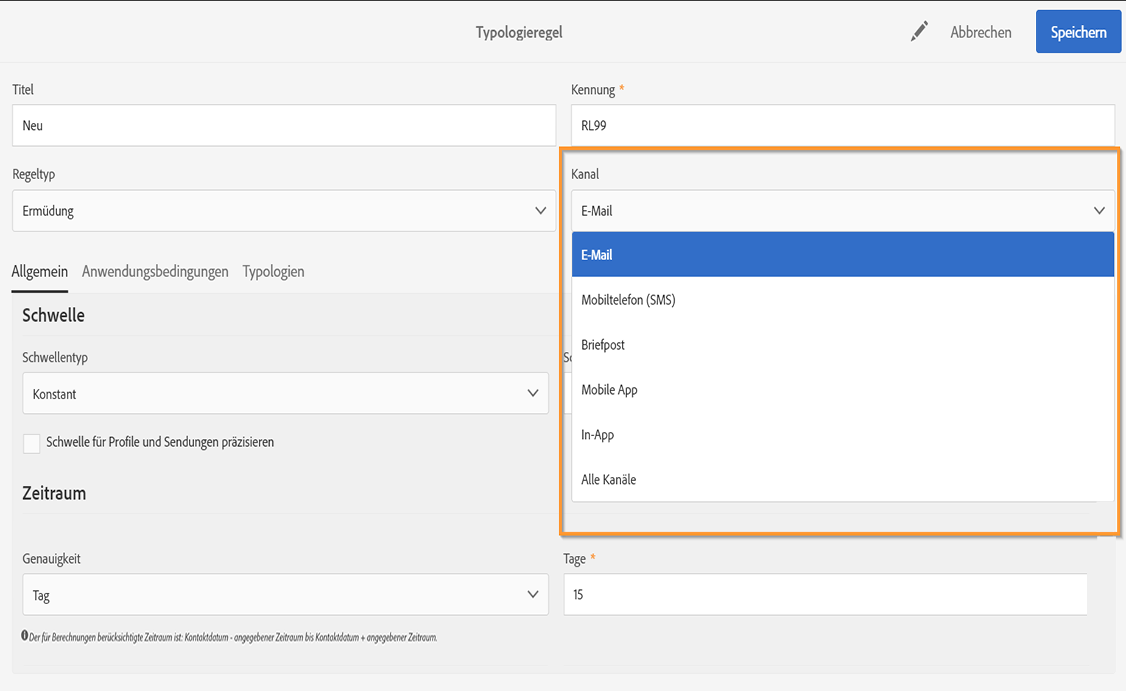 Typologieregel
Abbrechen
Speichern
Titel
Kennung *
Neu
RL99
Regeltyp
Kanal
Ermüdung
E-Mail
E-Mail
Mobiltelefon (SMS)
Briefpost
Mobile App
In-App
Alle Kanäle
Allgemein Anwendungsbedingungen Typologien
Schwelle
Schwellentyp
Konstant
Schwelle für Profile und Sendungen präzisieren
Zeitraum
Genauigkeit
Tage *
Tag
15
Der für Berechnungen berücksichtigte Zeitraum ist: Kontaktdatum - angegebener Zeitraum bis Kontaktdatum + angegebener Zeitraum.